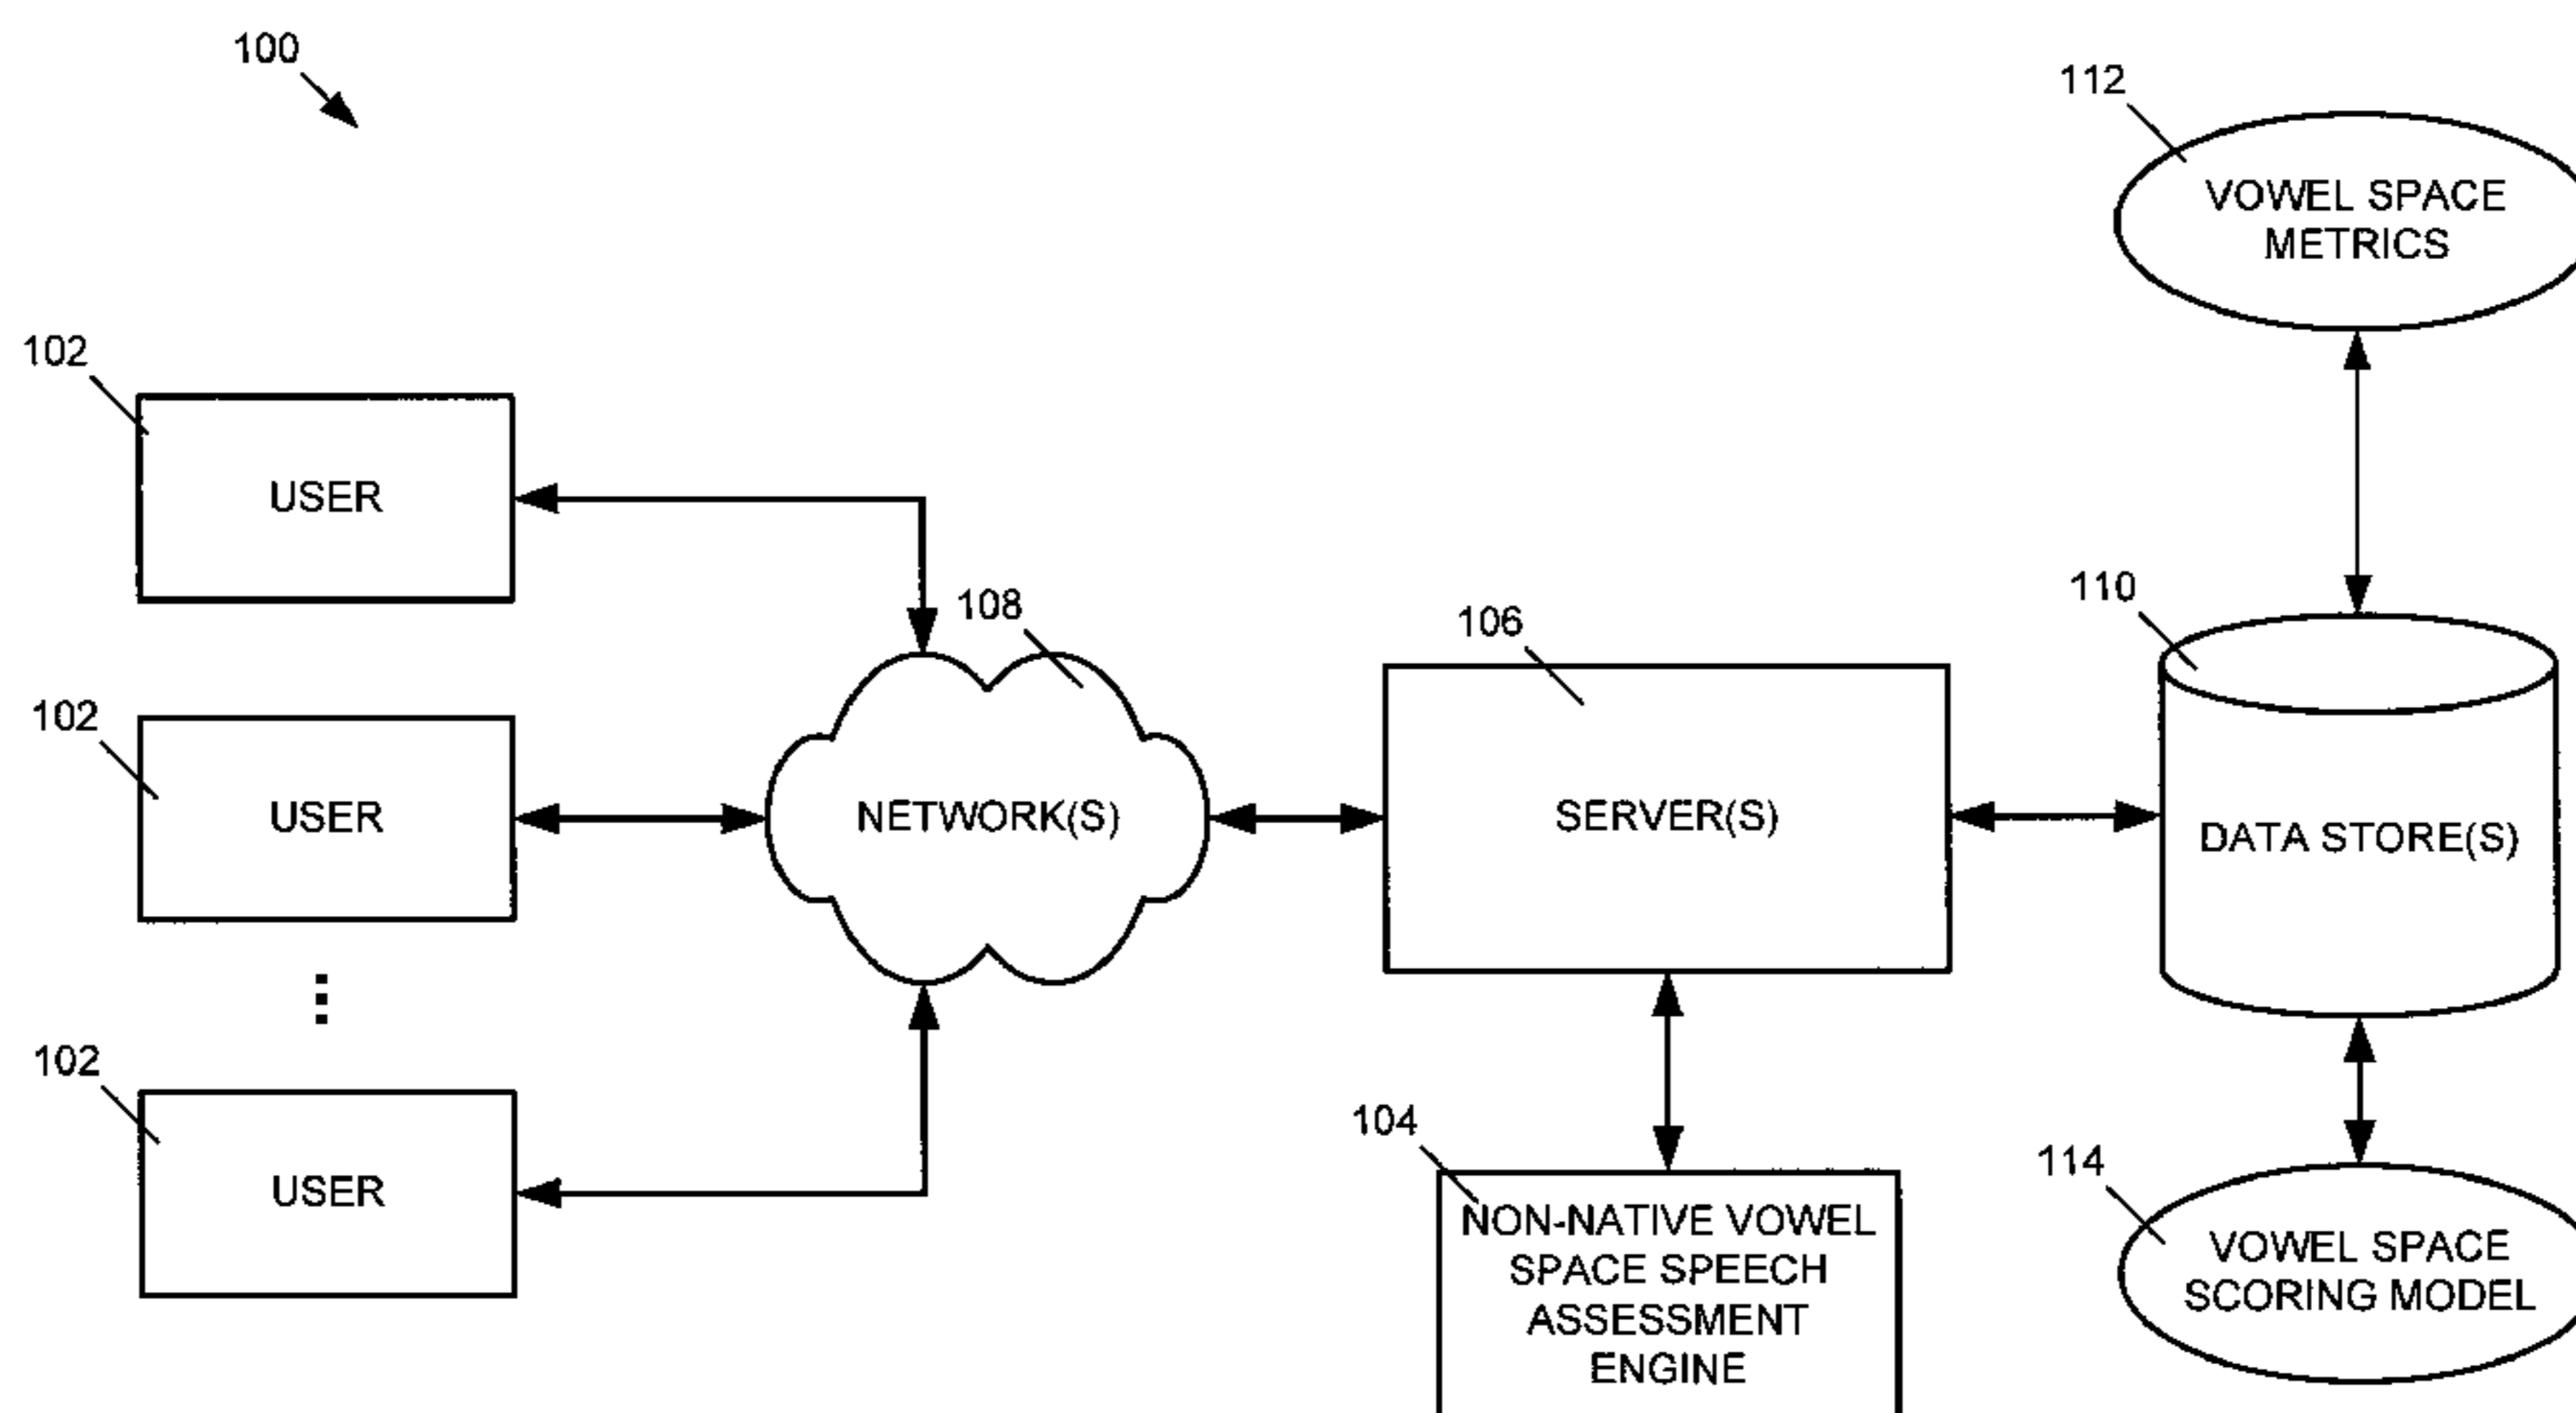 100
112
VOWEL SPACE
METRICS
102
USER
108
106
110
102
USER
NETWORK(S)
SERVER(S)
DATA STORE(S)
102
USER
104
NON-NATIVE VOWEL
SPACE SPEECH
ASSESSMENT
ENGINE
114
VOWEL SPACE
SCORING MODEL